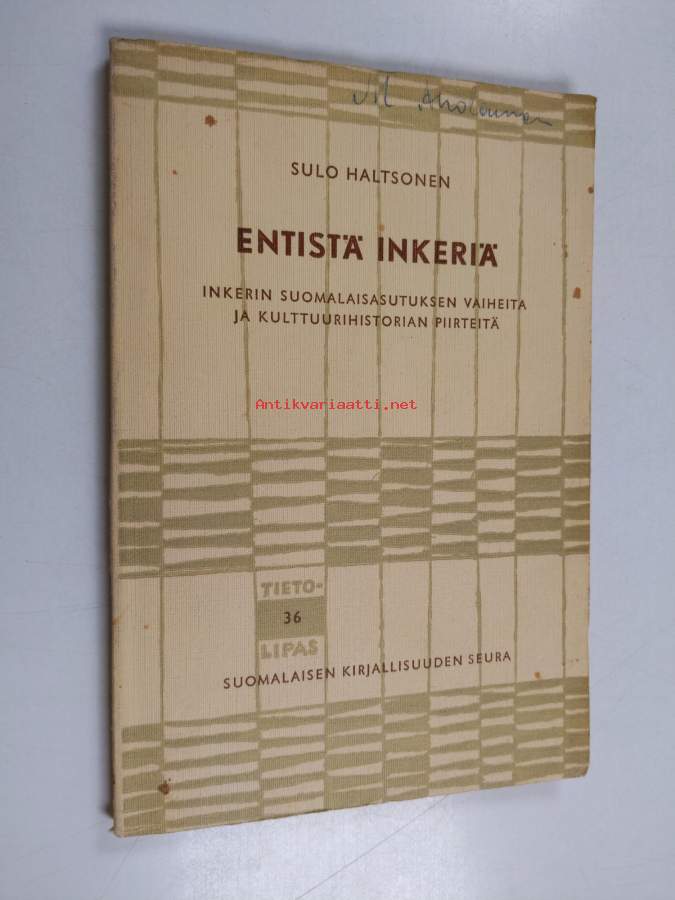 SULO HALTSONEN
ENTISTÄ INKERIÄ
INKERIN SUOMALAISASUTUKSEN VAIHEITA
JA KULTTUURIHISTORIAN PIIRTEITÄ
Antikvariaatti.net
TIETO-
36
LIPAS
SUOMALAISEN KIRJALLISUUDEN SEURA